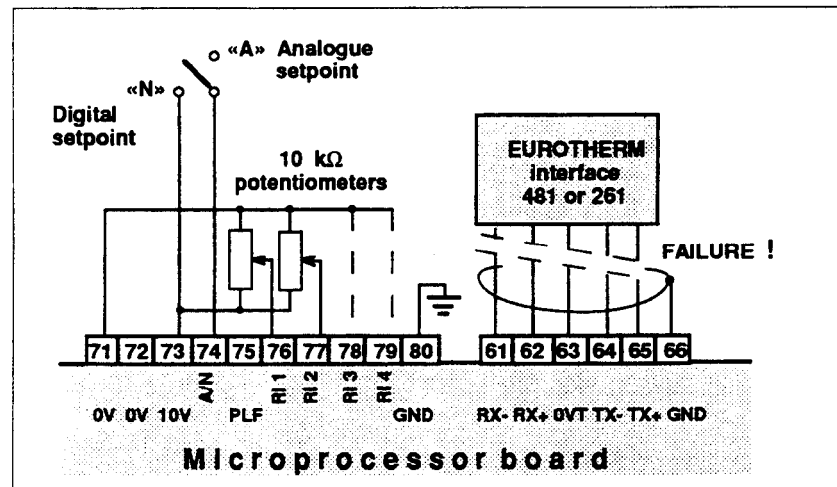 «A» Analogue
setpoint
«N»
Digital
setpoint
10 kΩ
potentiometers
EUROTHERM
interface
481 or 261
FAILURE !
71 72 73 74 75 76 77 78 79 80
61 62 63 64 65 66
A/N
RI 1
RI 2
RI 3
RI 4
0V 0V 10V PLF GND
RX- RX+ 0VT TX- TX+ GND
Microprocessor board